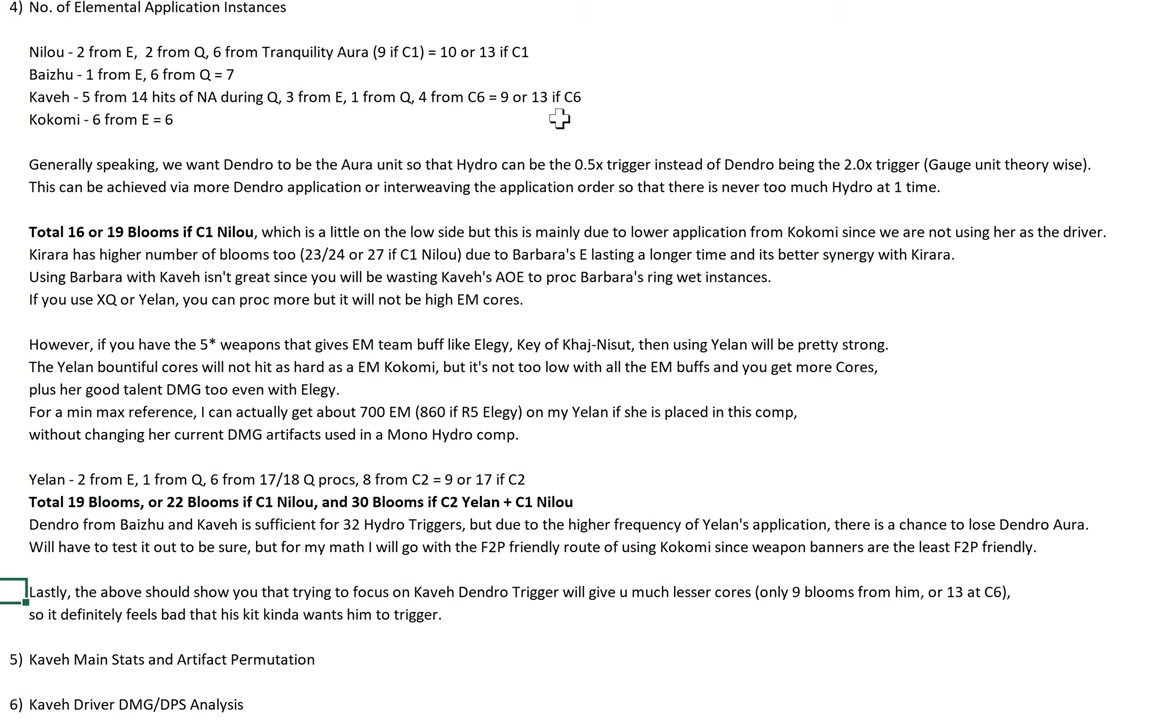 4) No. of Elemental Application Instances
Nilou - 2 from E, 2 from Q, 6 from Tranquility Aura (9 if C1) = 10 or 13 if C1
Baizhu - 1 from E, 6 from Q = 7
Kaveh - 5 from 14 hits of NA during Q, 3 from E, 1 from Q, 4 from C6 = 9 or 13 if C6
Kokomi - 6 from E = 6
Generally speaking, we want Dendro to be the Aura unit so that Hydro can be the 0.5x trigger instead of Dendro being the 2.0x trigger (Gauge unit theory wise).
This can be achieved via more Dendro application or interweaving the application order so that there is never too much Hydro at 1 time.
Total 16 or 19 Blooms if C1 Nilou, which is a little on the low side but this is mainly due to lower application from Kokomi since we are not using her as the driver.
Kirara has higher number of blooms too (23/24 or 27 if C1 Nilou) due to Barbara's E lasting a longer time and its better synergy with Kirara.
Using Barbara with Kaveh isn't great since you will be wasting Kaveh's AOE to proc Barbara's ring wet instances.
If you use XQ or Yelan, you can proc more but it will not be high EM cores.
However, if you have the 5* weapons that gives EM team buff like Elegy, Key of Khaj-Nisut, then using Yelan will be pretty strong.
The Yelan bountiful cores will not hit as hard as a EM Kokomi, but it's not too low with all the EM buffs and you get more Cores,
plus her good talent DMG too even with Elegy.
For a min max reference, I can actually get about 700 EM (860 if R5 Elegy) on my Yelan if she is placed in this comp,
without changing her current DMG artifacts used in a Mono Hydro comp.
Yelan - 2 from E, 1 from Q, 6 from 17/18 Q procs, 8 from C2 = 9 or 17 if C2
Total 19 Blooms, or 22 Blooms if C1 Nilou, and 30 Blooms if C2 Yelan + C1 Nilou
Dendro from Baizhu and Kaveh is sufficient for 32 Hydro Triggers, but due to the higher frequency of Yelan's application, there is a chance to lose Dendro Aura.
Will have to test it out to be sure, but for my math I will go with the F2P friendly route of using Kokomi since weapon banners are the least F2P friendly.
Lastly, the above should show you that trying to focus on Kaveh Dendro Trigger will give u much lesser cores (only 9 blooms from him, or 13 at C6),
so it definitely feels bad that his kit kinda wants him to trigger.
5) Kaveh Main Stats and Artifact Permutation
6) Kaveh Driver DMG/DPS Analysis